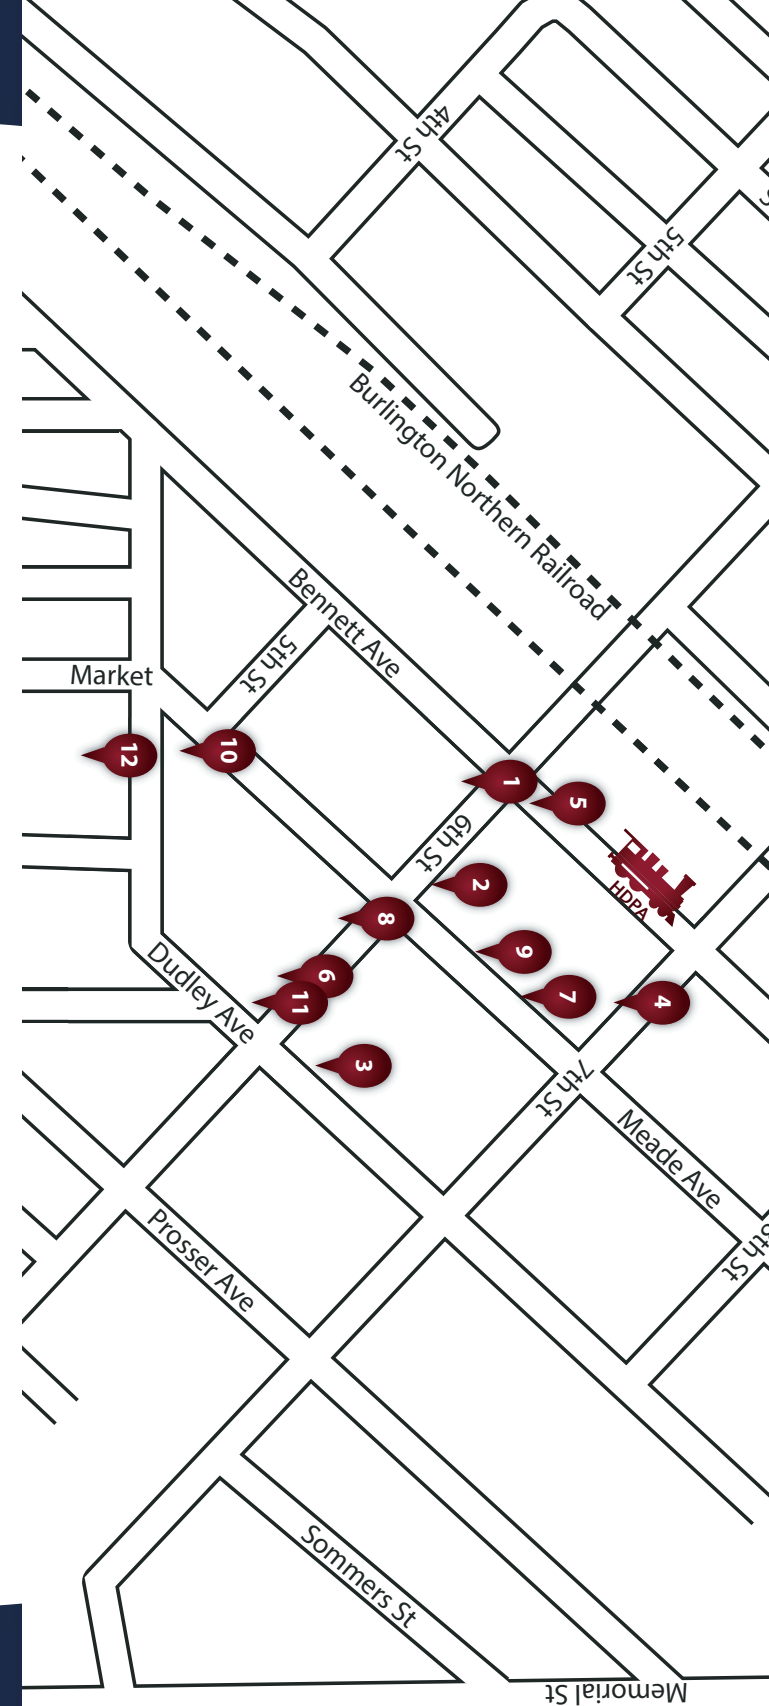 4th St
5th St
Burlington Northern Railroad
Bennett Ave
5th St
Market
12
10
1
5
6th St
HDPA
2
8
9
6
7
4
11
Dudley Ave
3
7th St
Meade Ave
8th St
Prosser Ave
Sommers St
Memorial St